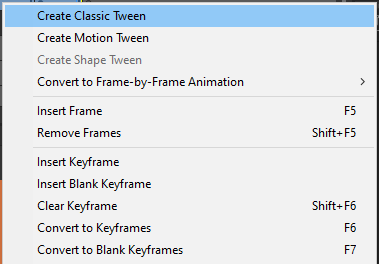 Create Classic Tween
Create Motion Tween
Create Shape Tween
Convert to Frame-by-Frame Animation
Insert Frame F5
Remove Frames Shift+F5
Insert Keyframe
Insert Blank Keyframe
Clear Keyframe Shift+F6
Convert to Keyframes F6
Convert to Blank Keyframes F7